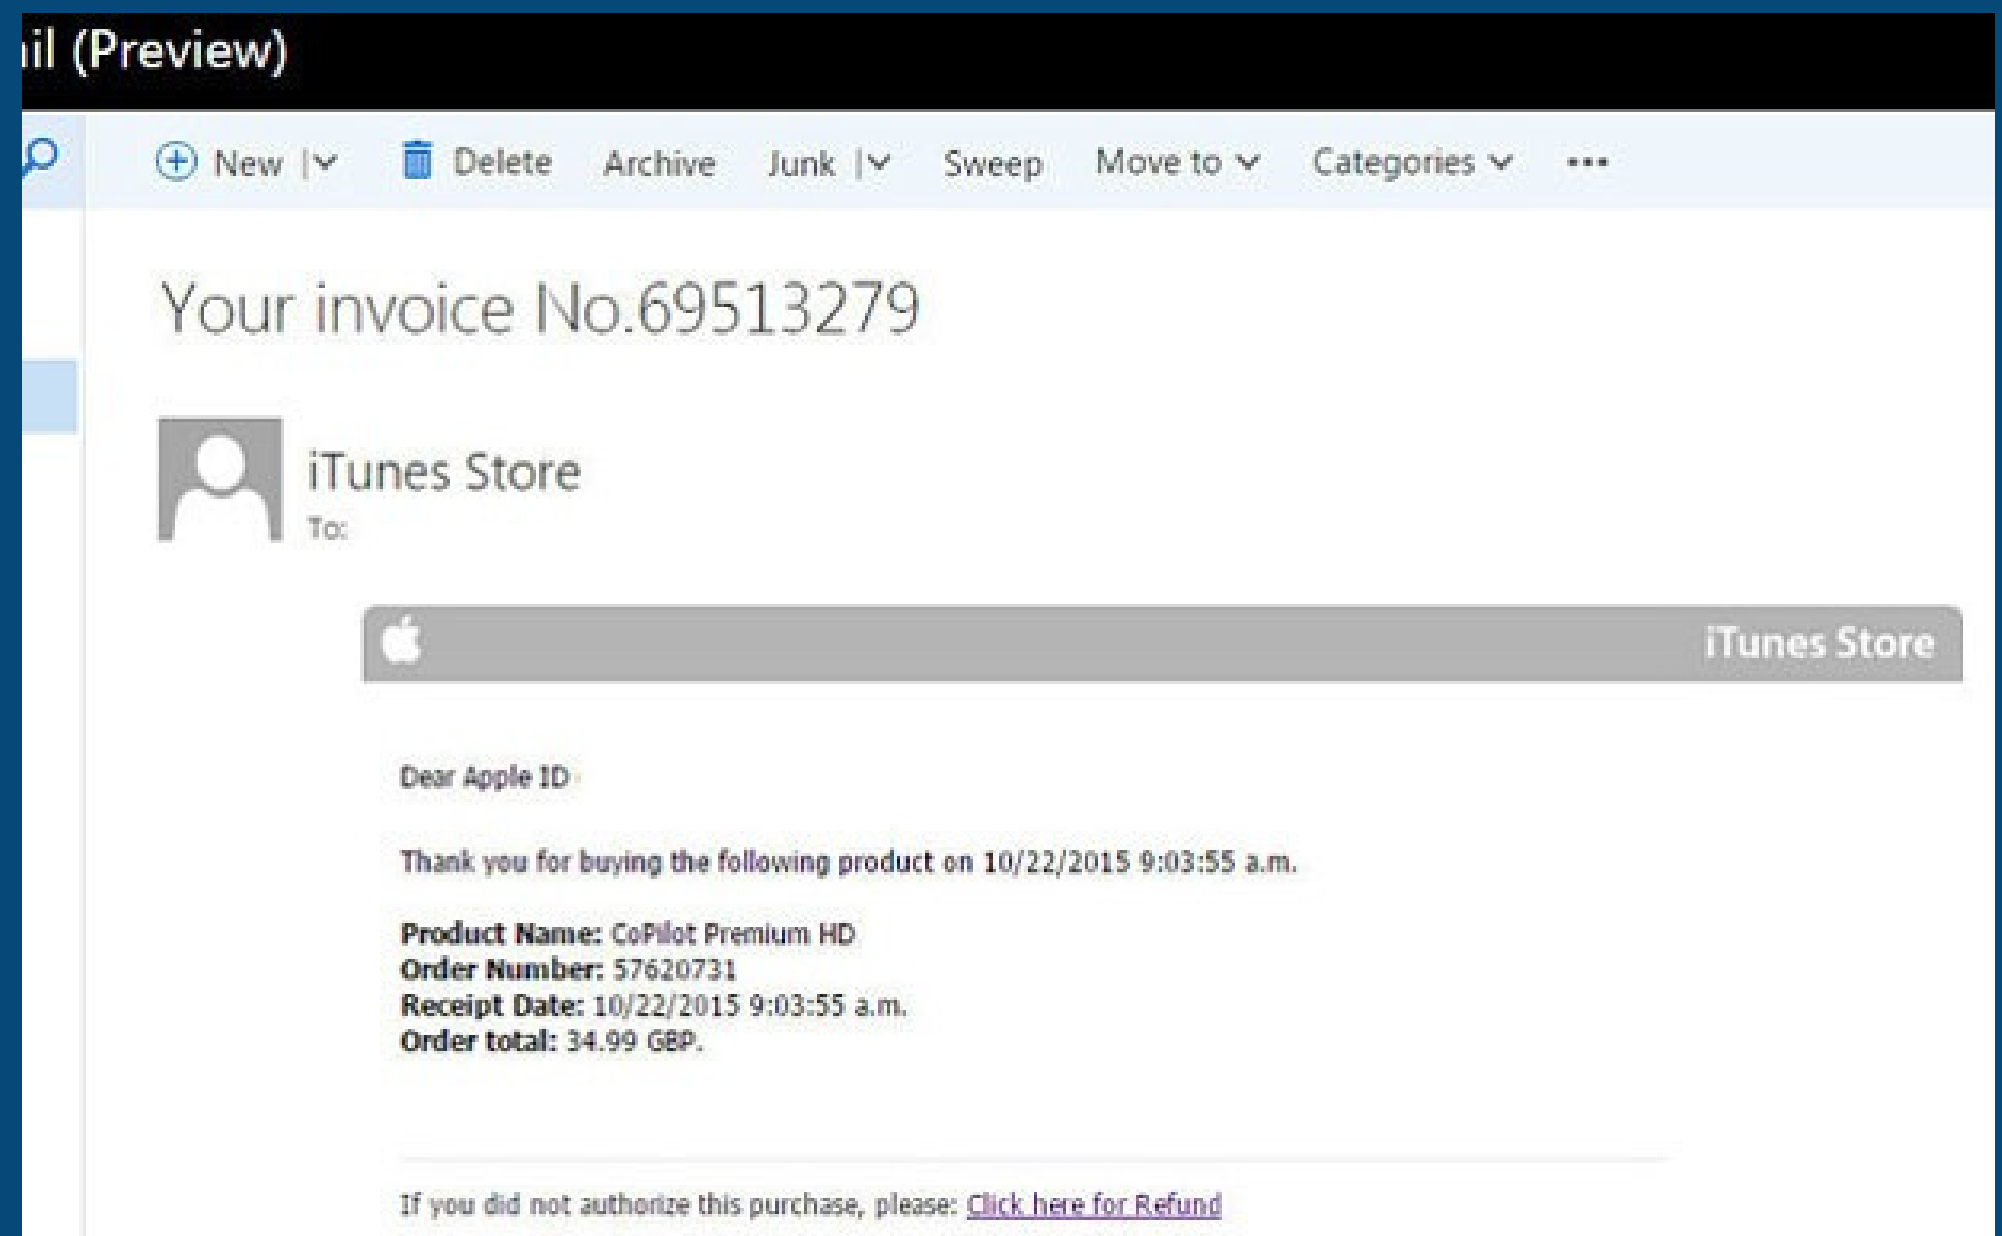 il (Preview)
New Delete Archive Junk Sweep Move to Categories ...
Your invoice No.69513279
iTunes Store
To:
iTunes Store
Dear Apple ID
Thank you for buying the following product on 10/22/2015 9:03:55 a.m.
Product Name: CoPilot Premium HD
Order Number: 57620731
Receipt Date: 10/22/2015 9:03:55 a.m.
Order total: 34.99 GBP.
If you did not authorize this purchase, please: Click here for Refund